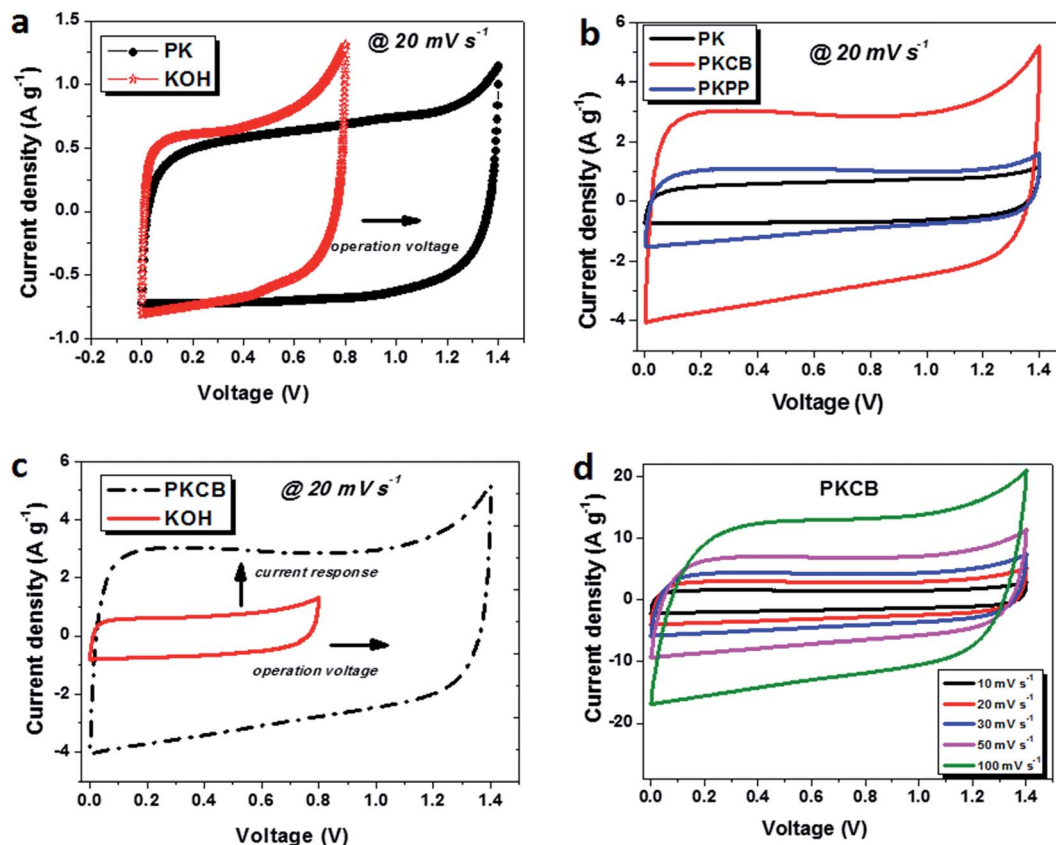 a
PK
KOH
@ 20 mV s⁻¹
operation voltage
1.5
1.0
0.5
0.0
-0.5
-1.0
-0.2 0.0 0.2 0.4 0.6 0.8 1.0 1.2 1.4
Voltage (V)
Current density (A g⁻¹)
b
PK
PKCB
PKPP
@ 20 mV s⁻¹
6
4
2
0
-2
-4
0.0 0.2 0.4 0.6 0.8 1.0 1.2 1.4
Voltage (V)
Current density (A g⁻¹)
c
PKCB
KOH
@ 20 mV s⁻¹
current response
operation voltage
6
4
2
0
-2
-4
0.0 0.2 0.4 0.6 0.8 1.0 1.2 1.4
Voltage (V)
Current density (A g⁻¹)
d
PKCB
20
10
0
-10
-20
10 mV s⁻¹
20 mV s⁻¹
30 mV s⁻¹
50 mV s⁻¹
100 mV s⁻¹
0.0 0.2 0.4 0.6 0.8 1.0 1.2 1.4
Voltage (V)
Current density (A g⁻¹)